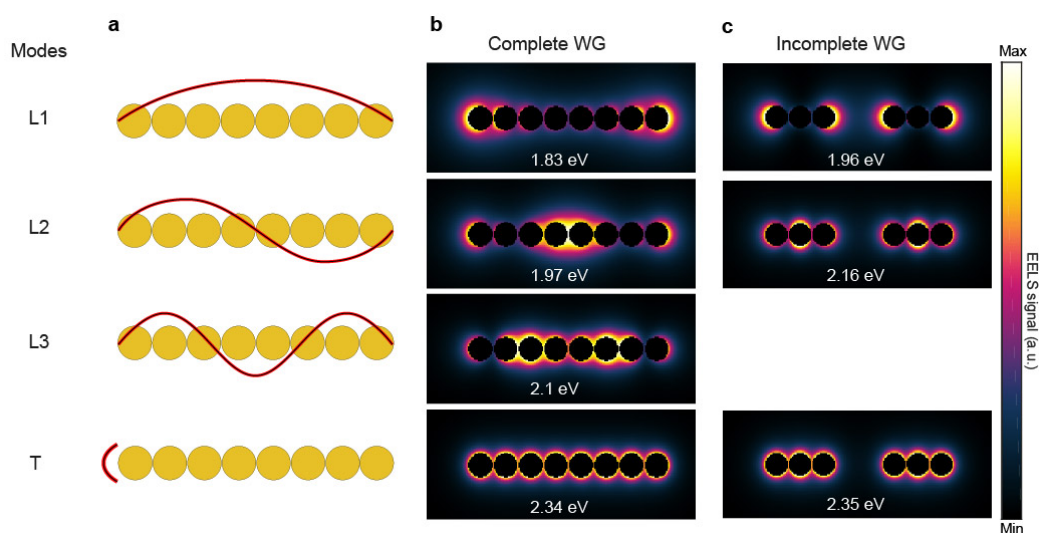 a
b
c
Modes
Complete WG
Incomplete WG
Max
L1
1.83 eV
1.96 eV
L2
1.97 eV
2.16 eV
L3
2.1 eV
T
2.34 eV
2.35 eV
EELS signal (a.u.)
Min